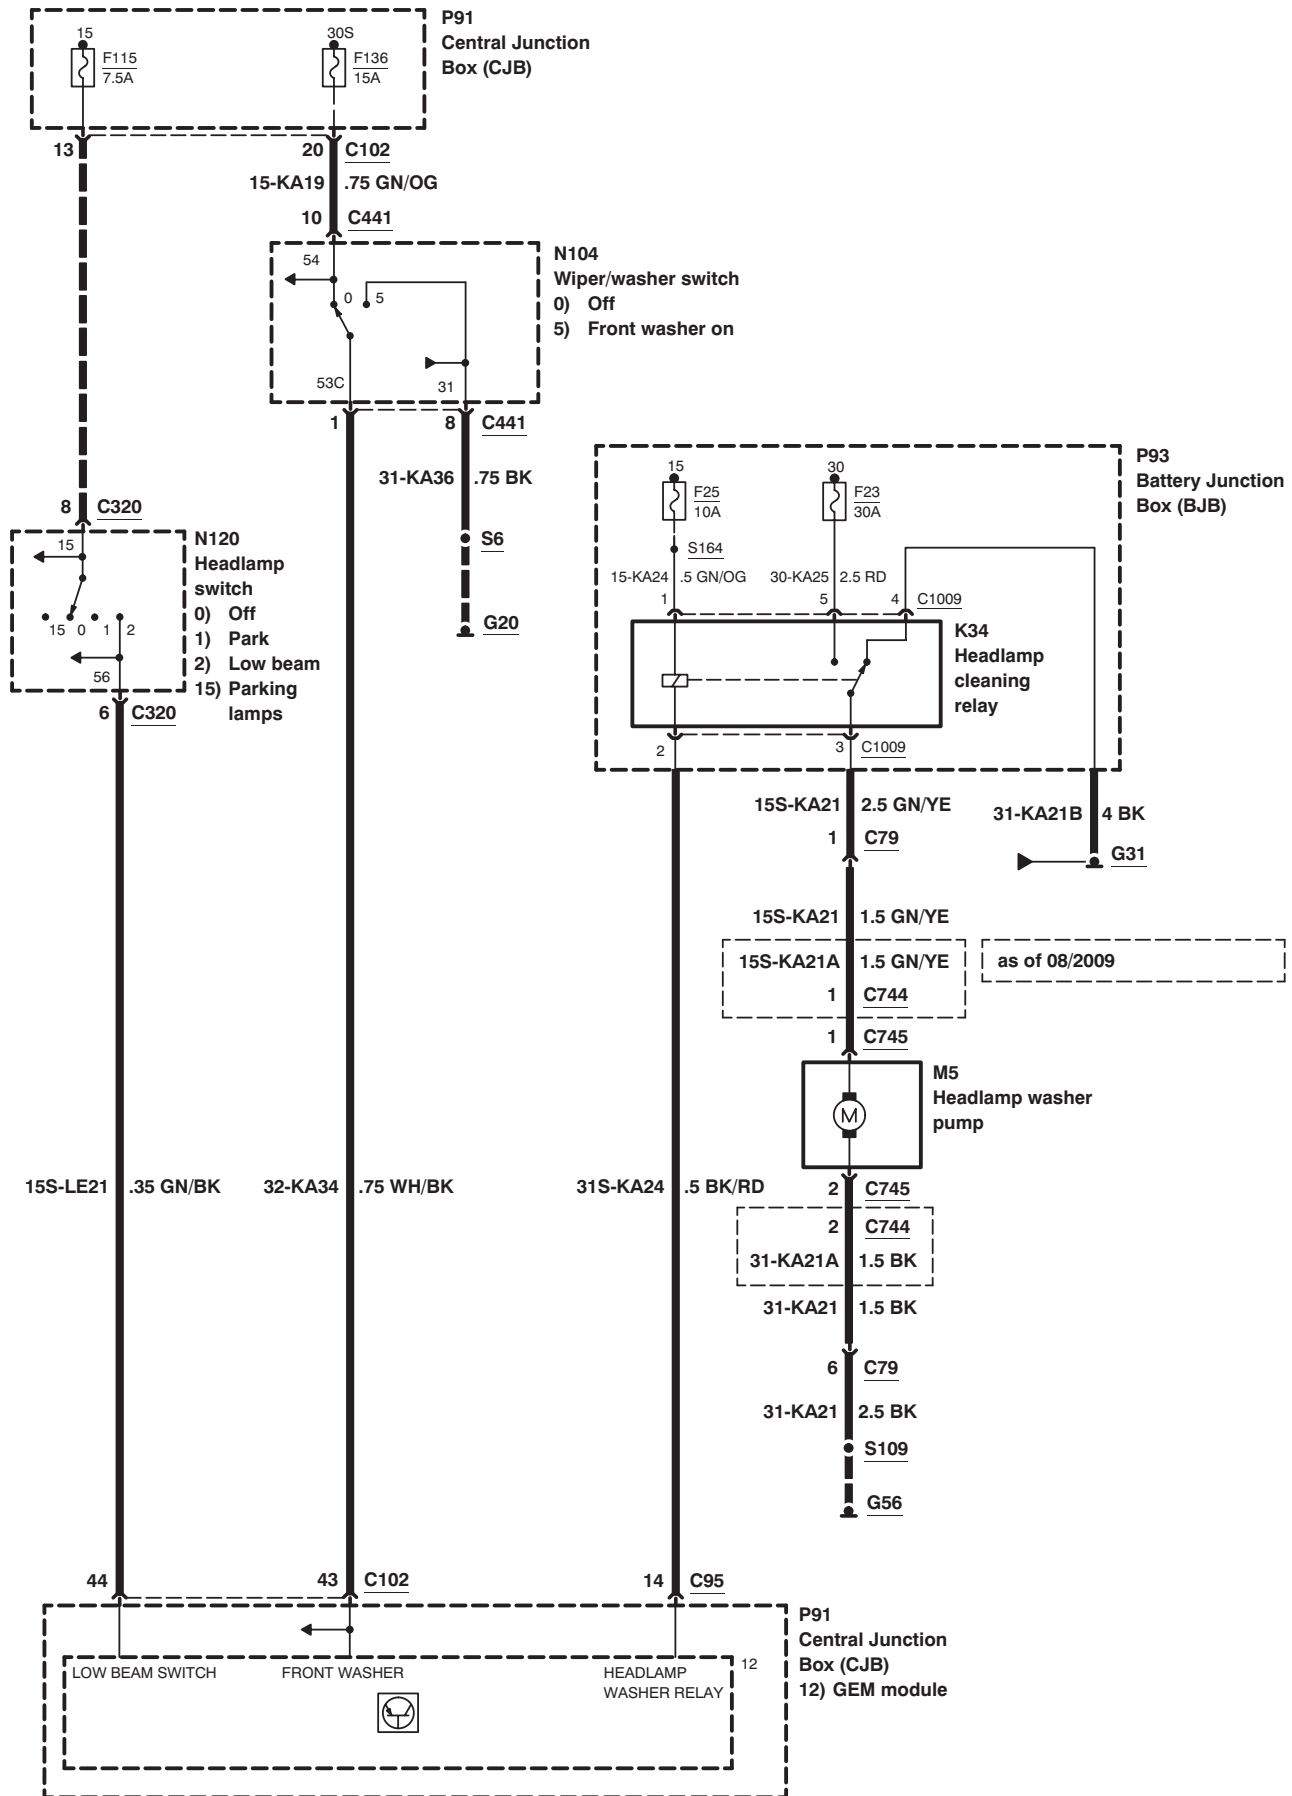 P91
Central Junction
Box (CJB)
15
30S
F115
7.5A
F136
15A
13
20 C102
15-KA19 .75 GN/OG
10 C441
N104
Wiper/washer switch
0) Off
5) Front washer on
54
0 5
53C
31
1
8 C441
31-KA36 .75 BK
S6
G20
8 C320
N120
Headlamp
switch
0) Off
1) Park
2) Low beam
15) Parking
lamps
15
15 0 1 2
56
6 C320
P93
Battery Junction
Box (BJB)
15
30
F25
10A
F23
30A
S164
15-KA24 .5 GN/OG
30-KA25 2.5 RD
1
5
4 C1009
K34
Headlamp
cleaning
relay
2
3 C1009
15S-KA21 2.5 GN/YE
1 C79
31-KA21B 4 BK
G31
15S-KA21 1.5 GN/YE
15S-KA21A 1.5 GN/YE
1 C744
as of 08/2009
1 C745
M5
Headlamp washer
pump
M
2 C745
2 C744
31-KA21A 1.5 BK
31-KA21 1.5 BK
6 C79
31-KA21 2.5 BK
S109
G56
15S-LE21 .35 GN/BK
32-KA34 .75 WH/BK
31S-KA24 .5 BK/RD
44
43 C102
14 C95
P91
Central Junction
Box (CJB)
12) GEM module
LOW BEAM SWITCH
FRONT WASHER
HEADLAMP
WASHER RELAY
12